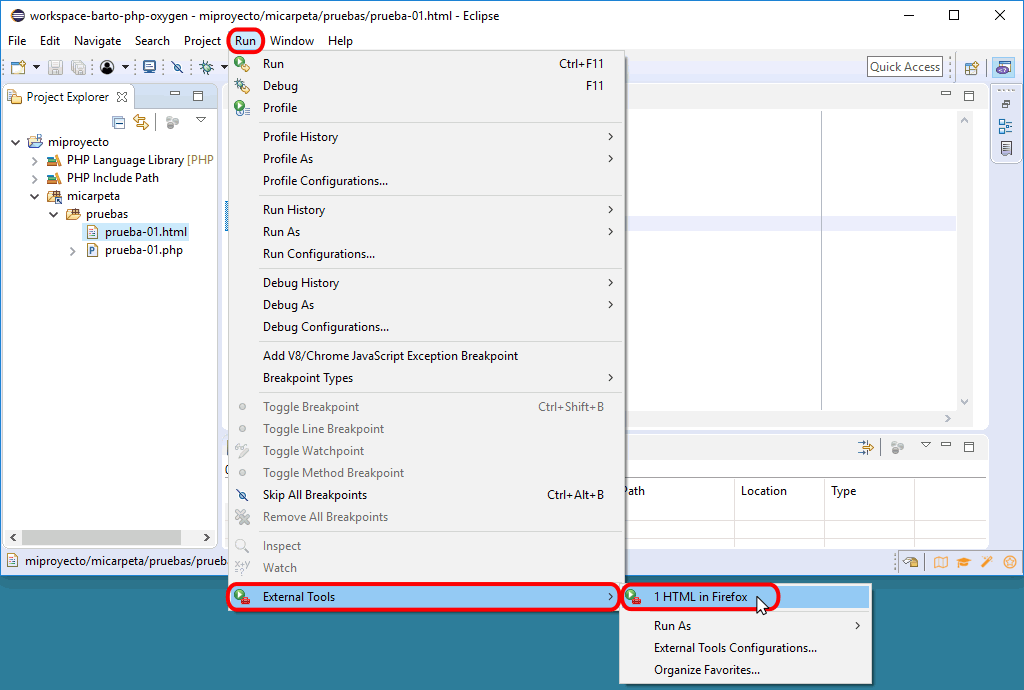 workspace-barto-php-oxygen - miproyecto/micarpeta/pruebas/prueba-01.html - Eclipse
File Edit Navigate Search Project Run Window Help
Quick Access
Project Explorer
miproyecto
PHP Language Library [PHP
PHP Include Path
micarpeta
pruebas
prueba-01.html
prueba-01.php
Run Ctrl+F11
Debug F11
Profile
Profile History
Profile As
Profile Configurations...
Run History
Run As
Run Configurations...
Debug History
Debug As
Debug Configurations...
Add V8/Chrome JavaScript Exception Breakpoint
Breakpoint Types
Toggle Breakpoint Ctrl+Shift+B
Toggle Line Breakpoint
Toggle Watchpoint
Toggle Method Breakpoint
Skip All Breakpoints Ctrl+Alt+B
Remove All Breakpoints
Inspect
Watch
External Tools
Path Location Type
miproyecto/micarpeta/pruebas/prueb
1 HTML in Firefox
Run As
External Tools Configurations...
Organize Favorites...